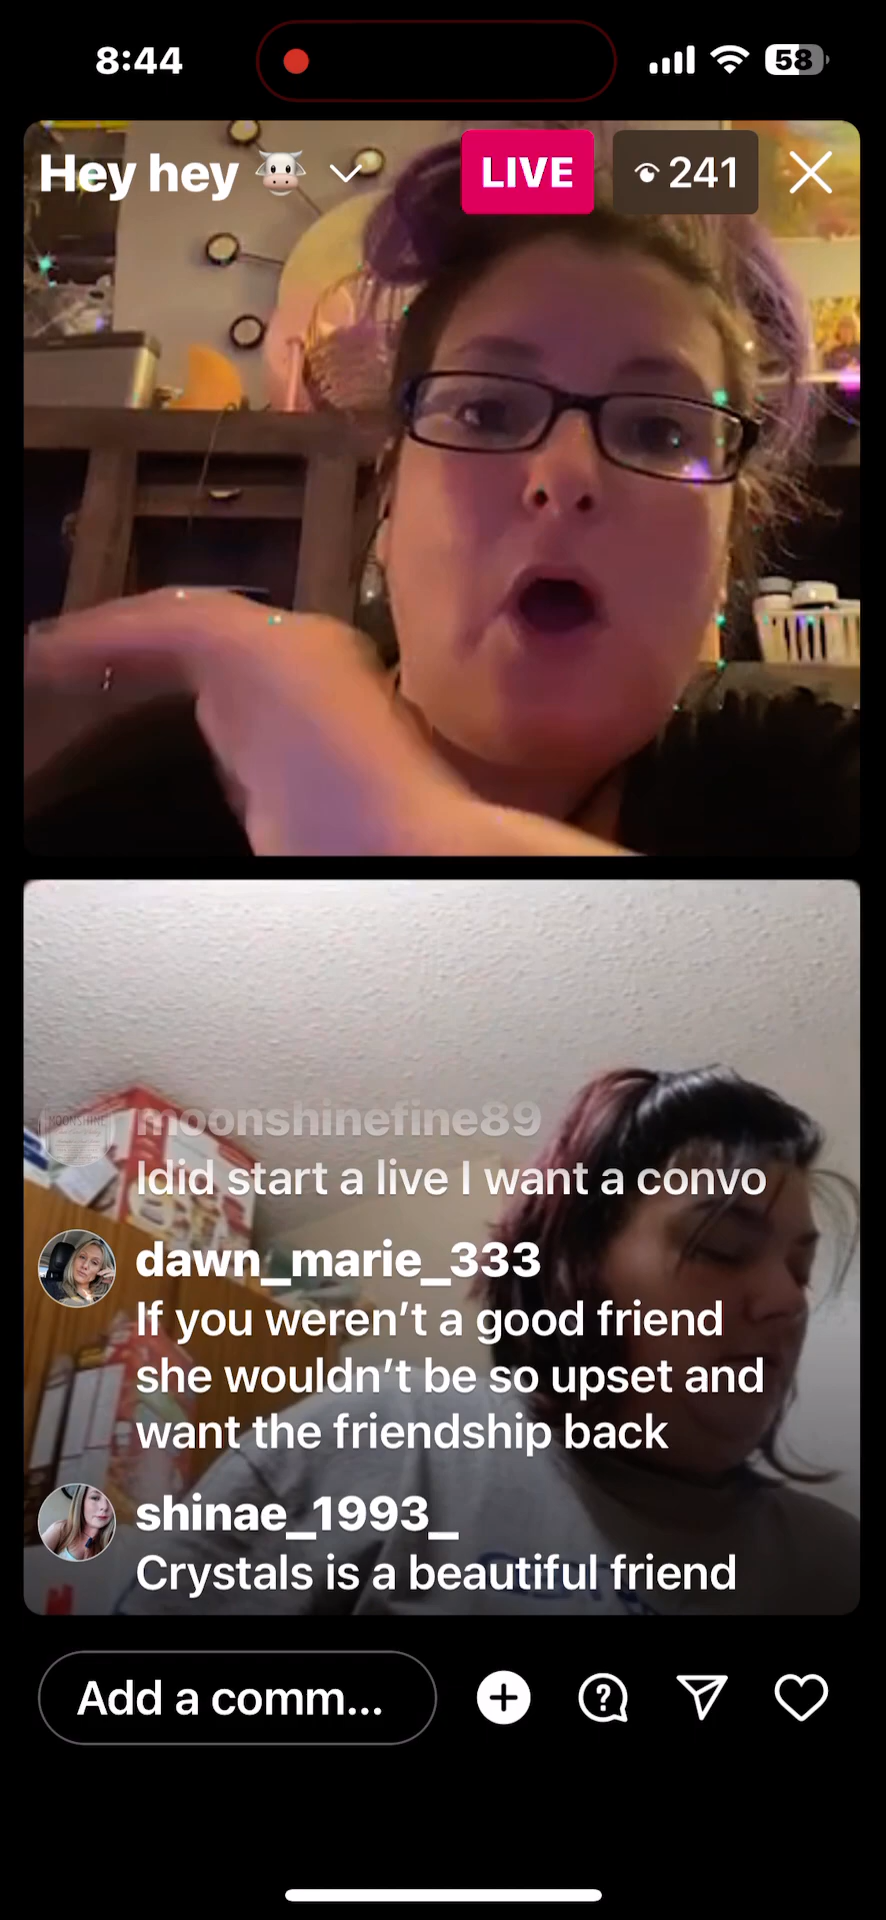 8:44
58
Hey hey 🐮
LIVE
241
MOONSHINE
moonshinefine89
Idid start a live I want a convo
dawn_marie_333
If you weren’t a good friend
she wouldn’t be so upset and
want the friendship back
shinae_1993_
Crystals is a beautiful friend
Add a comm...